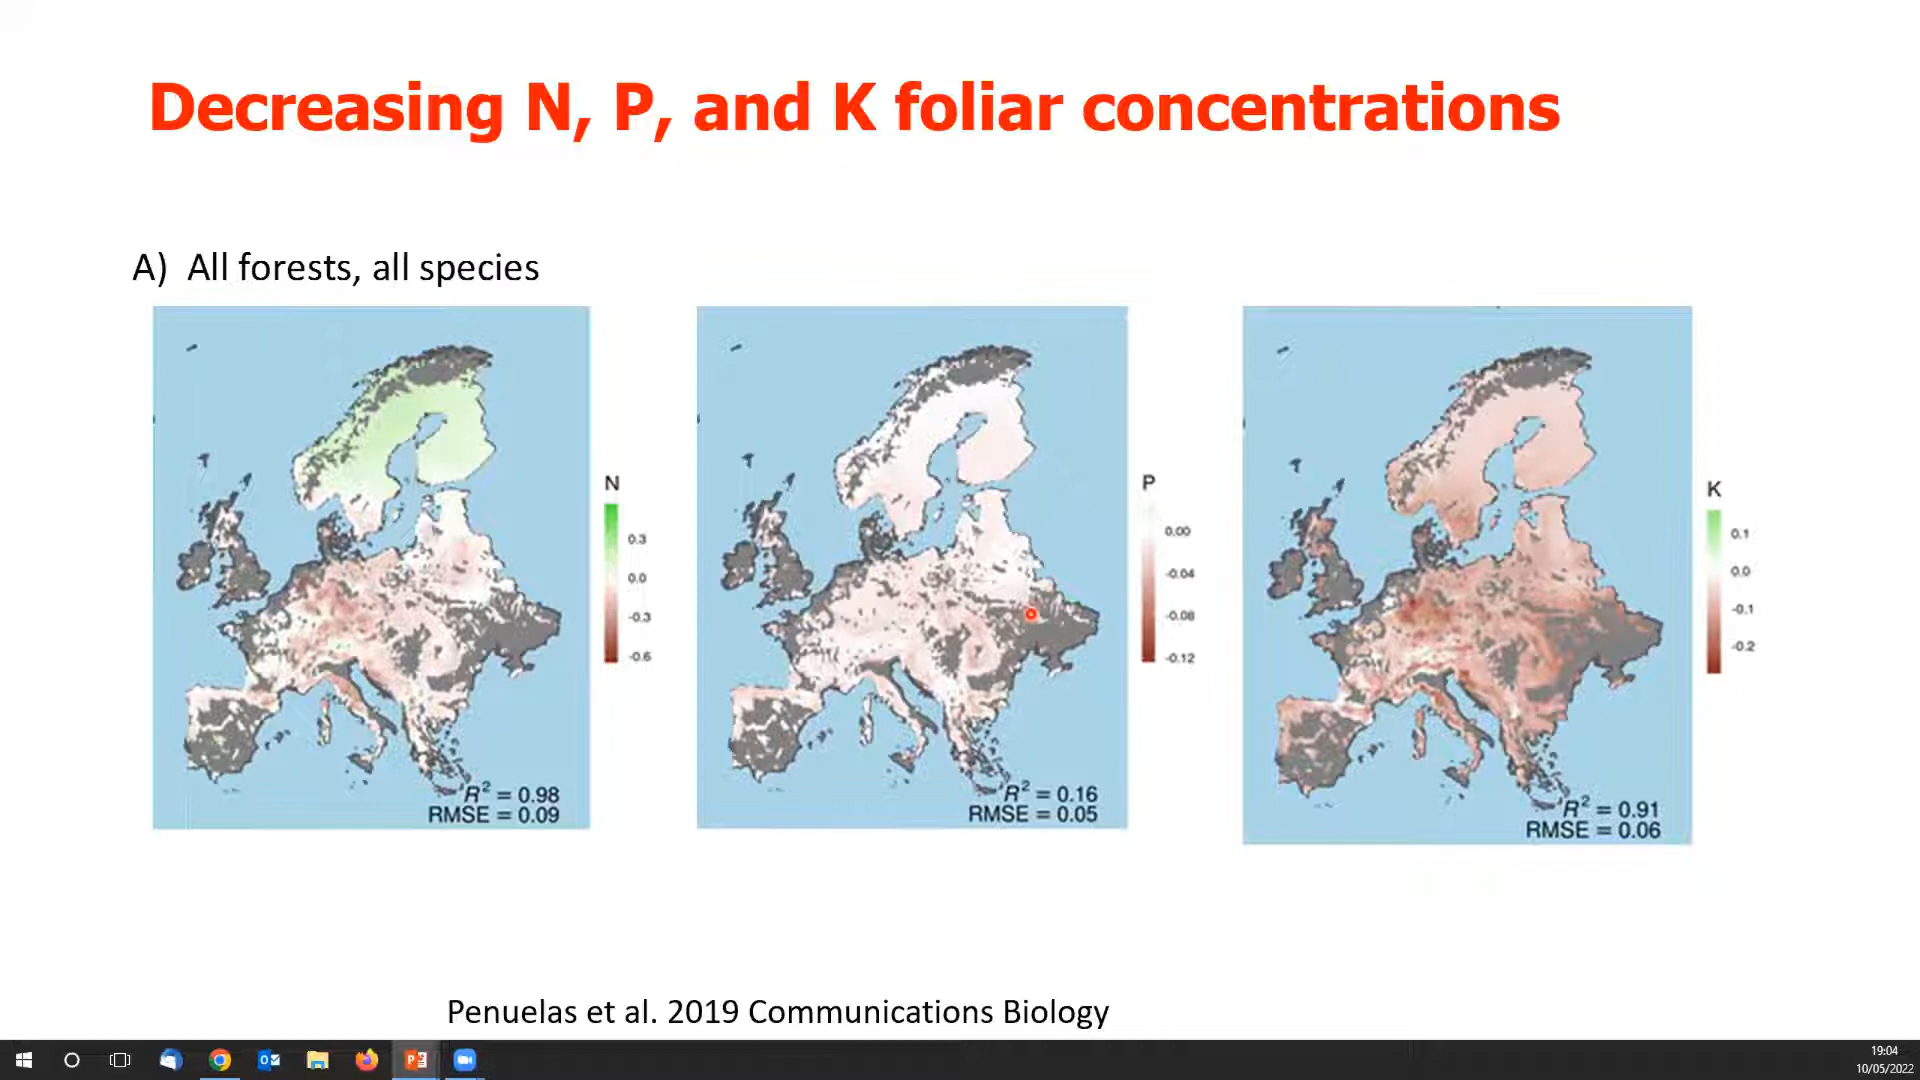 Decreasing N, P, and K foliar concentrations
A) All forests, all species
N
0.3
0.0
-0.3
-0.6
R² = 0.98
RMSE = 0.09
P
0.00
-0.04
-0.08
-0.12
R² = 0.16
RMSE = 0.05
K
0.1
0.0
-0.1
-0.2
R² = 0.91
RMSE = 0.06
Penuelas et al. 2019 Communications Biology
19:04
10/05/2022